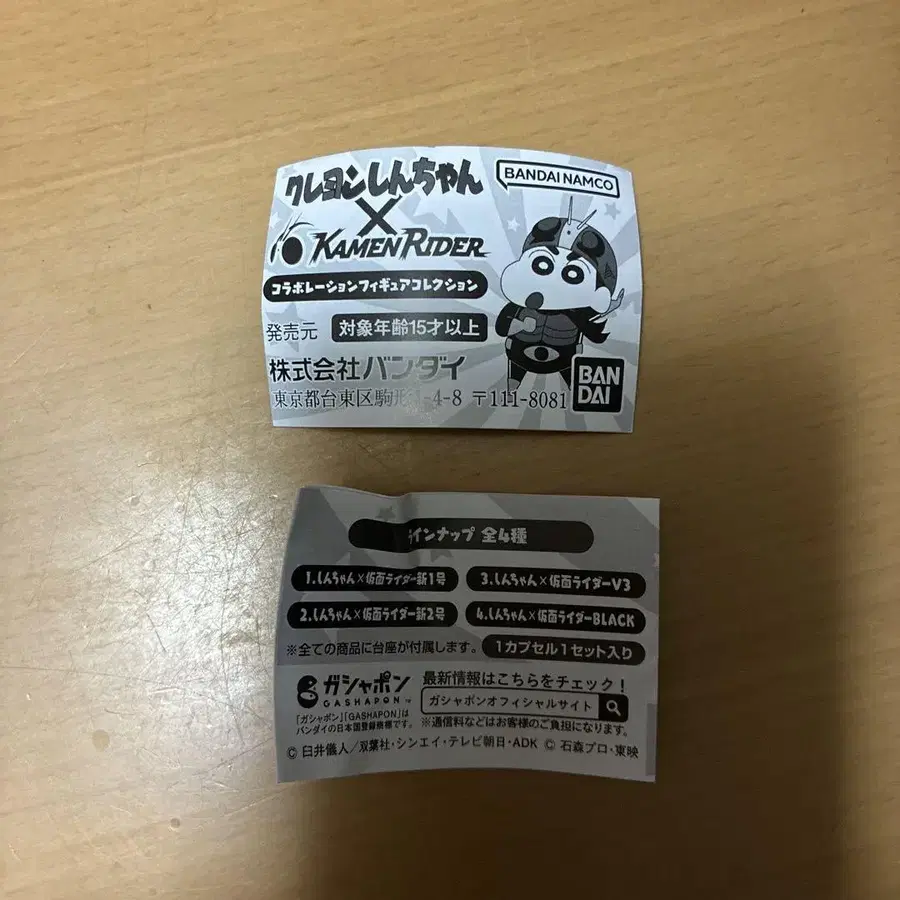 クレヨンしんちゃん
BANDAI NAMCO
×
KAMEN RIDER
コラボレーションフィギュアコレクション
発売元 対象年齢15才以上
株式会社バンダイ
東京都台東区駒形1-4-8 〒111-8081
BAN
DAI
インナップ 全4種
1.しんちゃん×仮面ライダー新1号
3.しんちゃん×仮面ライダーV3
2.しんちゃん×仮面ライダー新2号
4.しんちゃん×仮面ライダーBLACK
※全ての商品に台座が付属します。 1カプセル1セット入り
ガシャポン
GASHAPON™
「ガシャポン」「GASHAPON」は
バンダイの日本国登録商標です。
最新情報はこちらをチェック!
ガシャポンオフィシャルサイト
※通信料などはお客様のご負担になります。
© 臼井儀人/双葉社・シンエイ・テレビ朝日・ADK © 石森プロ・東映